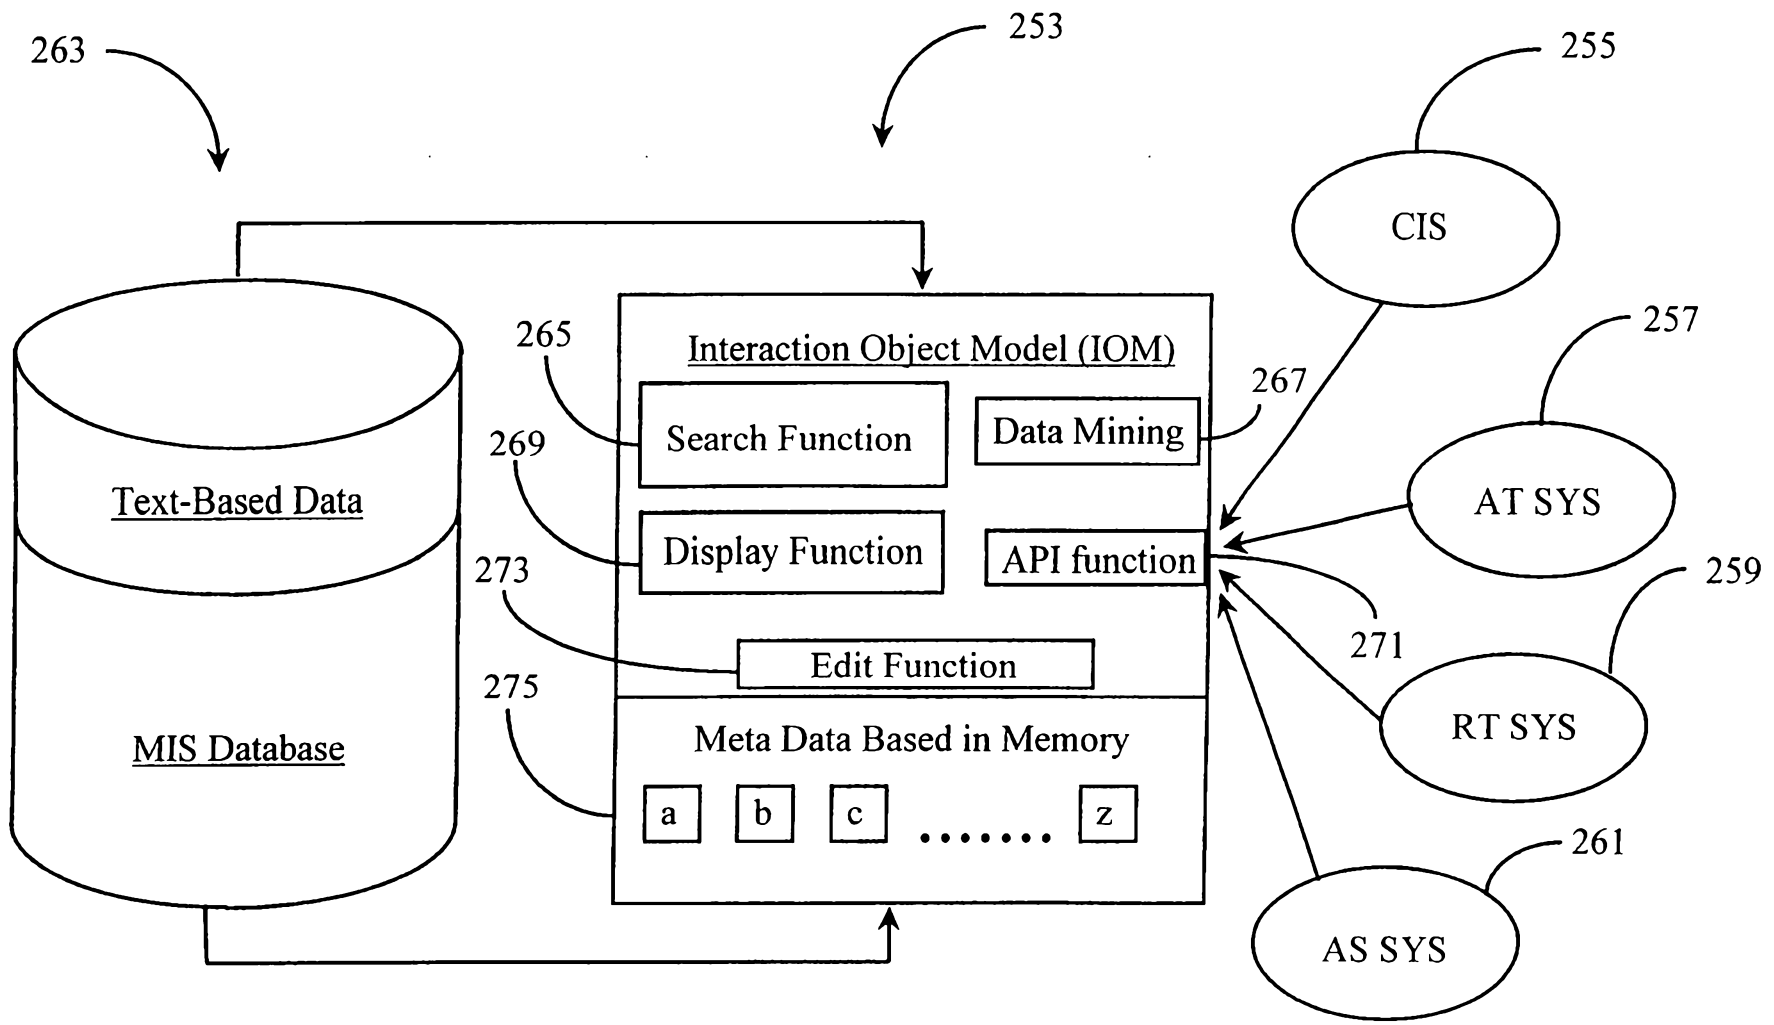 263
253
255
CIS
257
265
Interaction Object Model (IOM)
267
Search Function
Data Mining
269
Text-Based Data
AT SYS
Display Function
API function
273
259
271
Edit Function
275
RT SYS
MIS Database
Meta Data Based in Memory
a b c ....... z
261
AS SYS